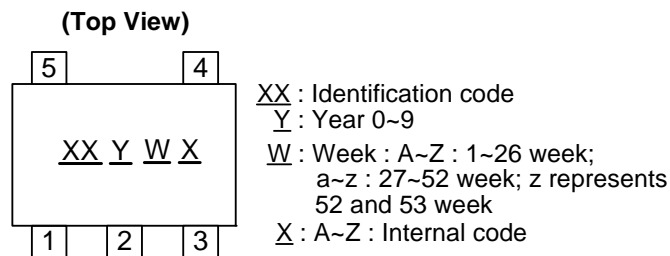 (Top View)
5 4
XX Y W X
1 2 3
XX : Identification code
Y : Year 0~9
W : Week : A~Z : 1~26 week;
a~z : 27~52 week; z represents
52 and 53 week
X : A~Z : Internal code